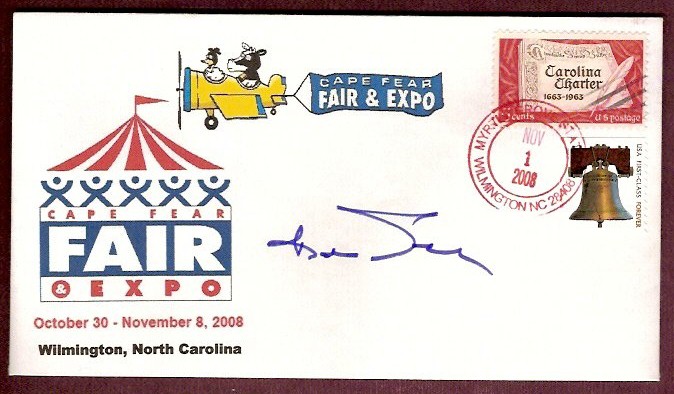 CAPE FEAR
FAIR & EXPO
Carolina
Charter
1663-1963
cents
U.S. postage
NOV
1
2008
WILMINGTON NC 28408
USA FIRST-CLASS FOREVER
CAPE FEAR
FAIR
& EXPO
October 30 - November 8, 2008
Wilmington, North Carolina